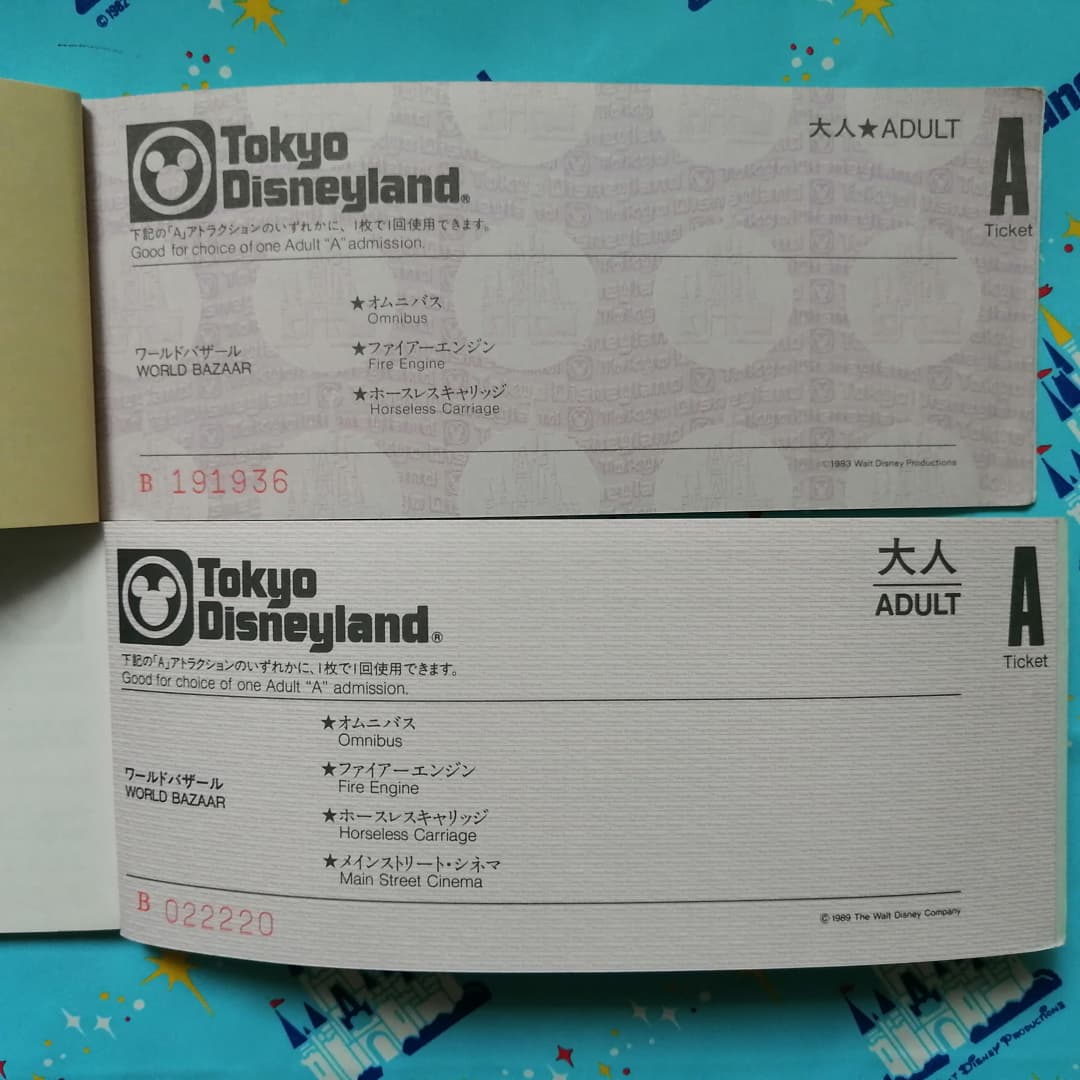 ©1982
Tokyo
Disneyland®
大人★ADULT
A
Ticket
下記の「A」アトラクションのいずれかに、1枚で1回使用できます。
Good for choice of one Adult “A” admission.
★オムニバス
Omnibus
ワールドバザール
WORLD BAZAAR
★ファイアーエンジン
Fire Engine
★ホースレスキャリッジ
Horseless Carriage
B 191936
©1983 Walt Disney Productions
Tokyo
Disneyland®
大人
ADULT
A
Ticket
下記の「A」アトラクションのいずれかに、1枚で1回使用できます。
Good for choice of one Adult “A” admission.
★オムニバス
Omnibus
ワールドバザール
WORLD BAZAAR
★ファイアーエンジン
Fire Engine
★ホースレスキャリッジ
Horseless Carriage
★メインストリート・シネマ
Main Street Cinema
B 022220
©1989 The Walt Disney Company
DISNEY PRODUCTIONS